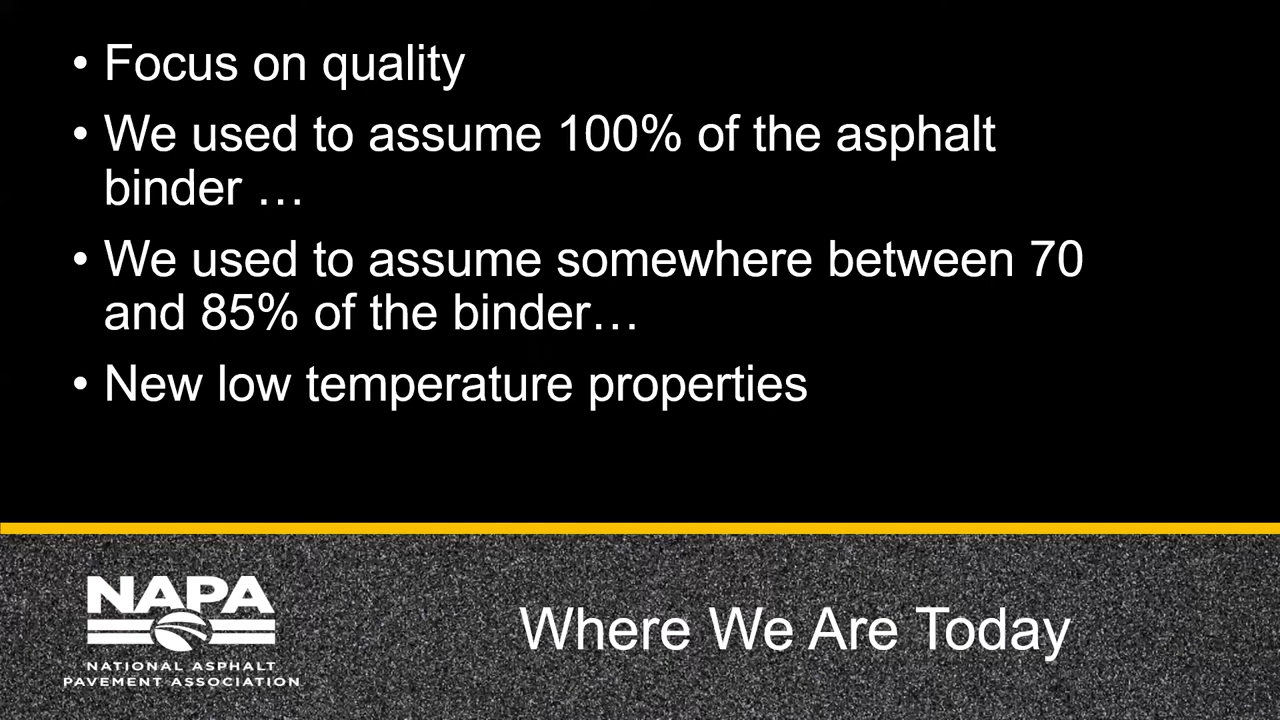 • Focus on quality
• We used to assume 100% of the asphalt
binder …
• We used to assume somewhere between 70
and 85% of the binder…
• New low temperature properties
NAPA
NATIONAL ASPHALT
PAVEMENT ASSOCIATION
Where We Are Today